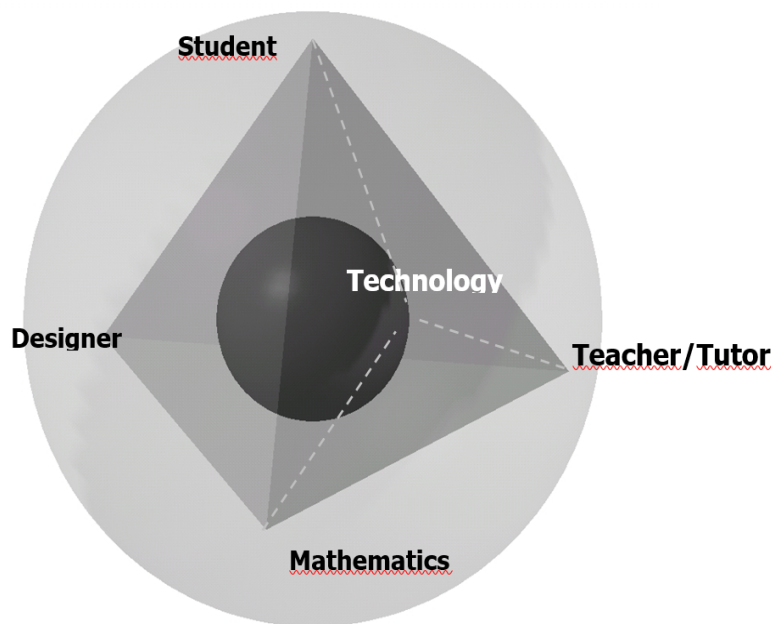 Student
Technology
Designer
Teacher/Tutor
Mathematics